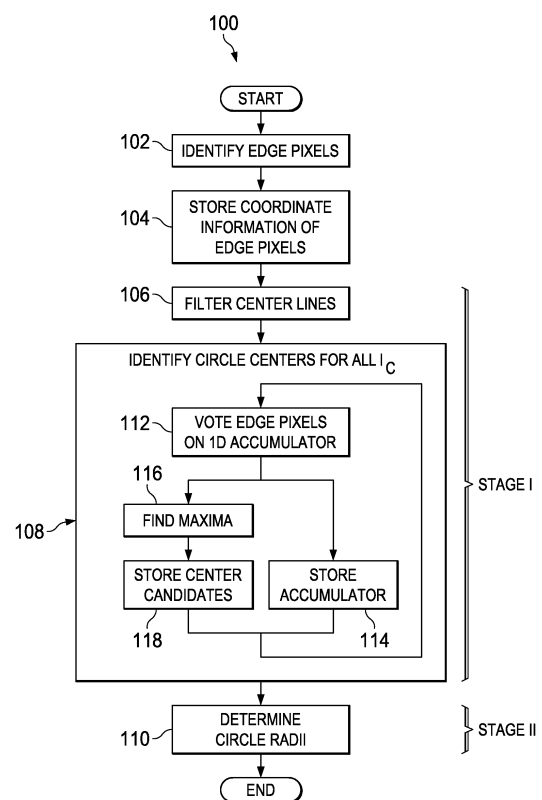 100
START
102
IDENTIFY EDGE PIXELS
104
STORE COORDINATE
INFORMATION OF
EDGE PIXELS
106
FILTER CENTER LINES
IDENTIFY CIRCLE CENTERS FOR ALL I_C
112
VOTE EDGE PIXELS
ON 1D ACCUMULATOR
116
FIND MAXIMA
STAGE I
108
STORE CENTER
CANDIDATES
STORE
ACCUMULATOR
118
114
110
DETERMINE
CIRCLE RADII
STAGE II
END